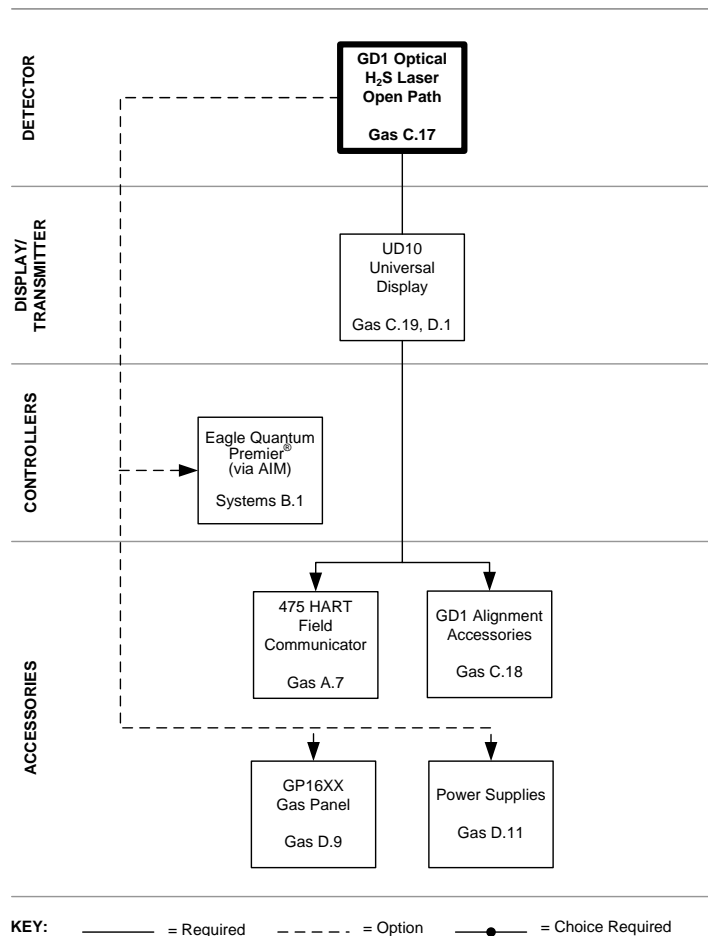 DETECTOR
GD1 Optical
H₂S Laser
Open Path
Gas C.17
DISPLAY/
TRANSMITTER
UD10
Universal
Display
Gas C.19, D.1
CONTROLLERS
Eagle Quantum
Premier®
(via AIM)
Systems B.1
ACCESSORIES
475 HART
Field
Communicator
Gas A.7
GD1 Alignment
Accessories
Gas C.18
GP16XX
Gas Panel
Gas D.9
Power Supplies
Gas D.11
KEY: = Required = Option = Choice Required